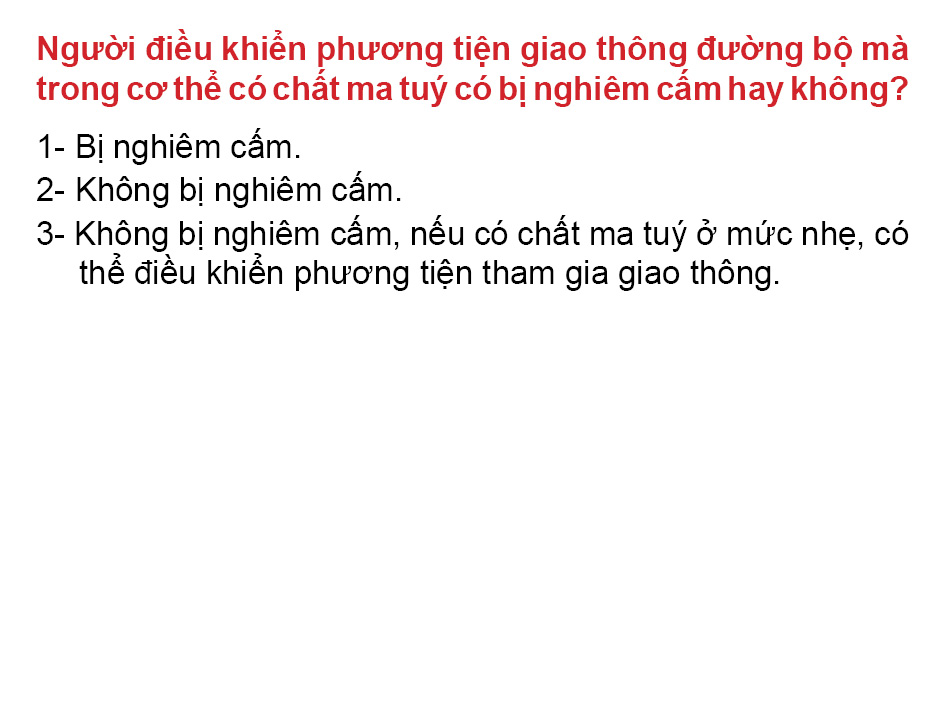 Người điều khiển phương tiện giao thông đường bộ mà
trong cơ thể có chất ma tuý có bị nghiêm cấm hay không?
1- Bị nghiêm cấm.
2- Không bị nghiêm cấm.
3- Không bị nghiêm cấm, nếu có chất ma tuý ở mức nhẹ, có
thể điều khiển phương tiện tham gia giao thông.